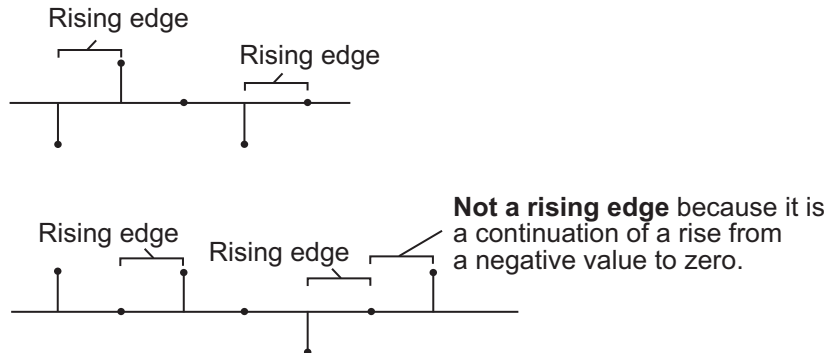 Rising edge
Rising edge
Not a rising edge because it is
a continuation of a rise from
a negative value to zero.
Rising edge
Rising edge